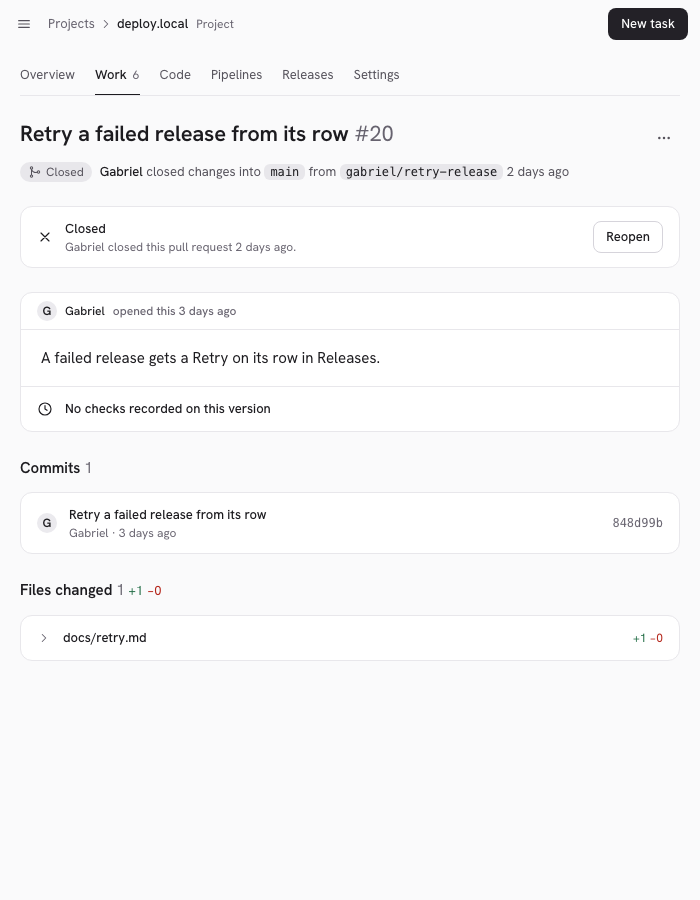 Projects > deploy.local Project
New task
Overview Work 6 Code Pipelines Releases Settings
Retry a failed release from its row #20
Closed Gabriel closed changes into main from gabriel/retry-release 2 days ago
Closed
Gabriel closed this pull request 2 days ago.
Reopen
G Gabriel opened this 3 days ago
A failed release gets a Retry on its row in Releases.
No checks recorded on this version
Commits 1
G Retry a failed release from its row
Gabriel · 3 days ago
848d99b
Files changed 1 +1 −0
docs/retry.md +1 −0